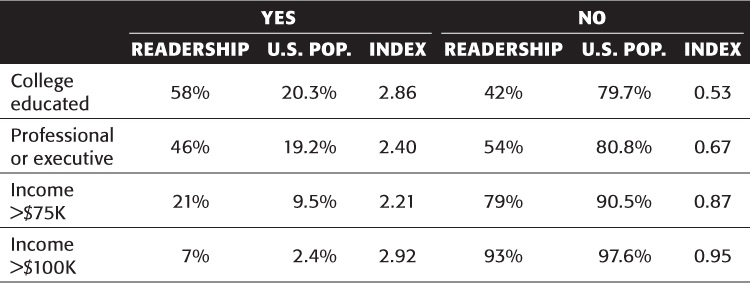 YES NO
READERSHIP U.S. POP. INDEX READERSHIP U.S. POP. INDEX
College
educated 58% 20.3% 2.86 42% 79.7% 0.53
Professional
or executive 46% 19.2% 2.40 54% 80.8% 0.67
Income
>$75K 21% 9.5% 2.21 79% 90.5% 0.87
Income
>$100K 7% 2.4% 2.92 93% 97.6% 0.95